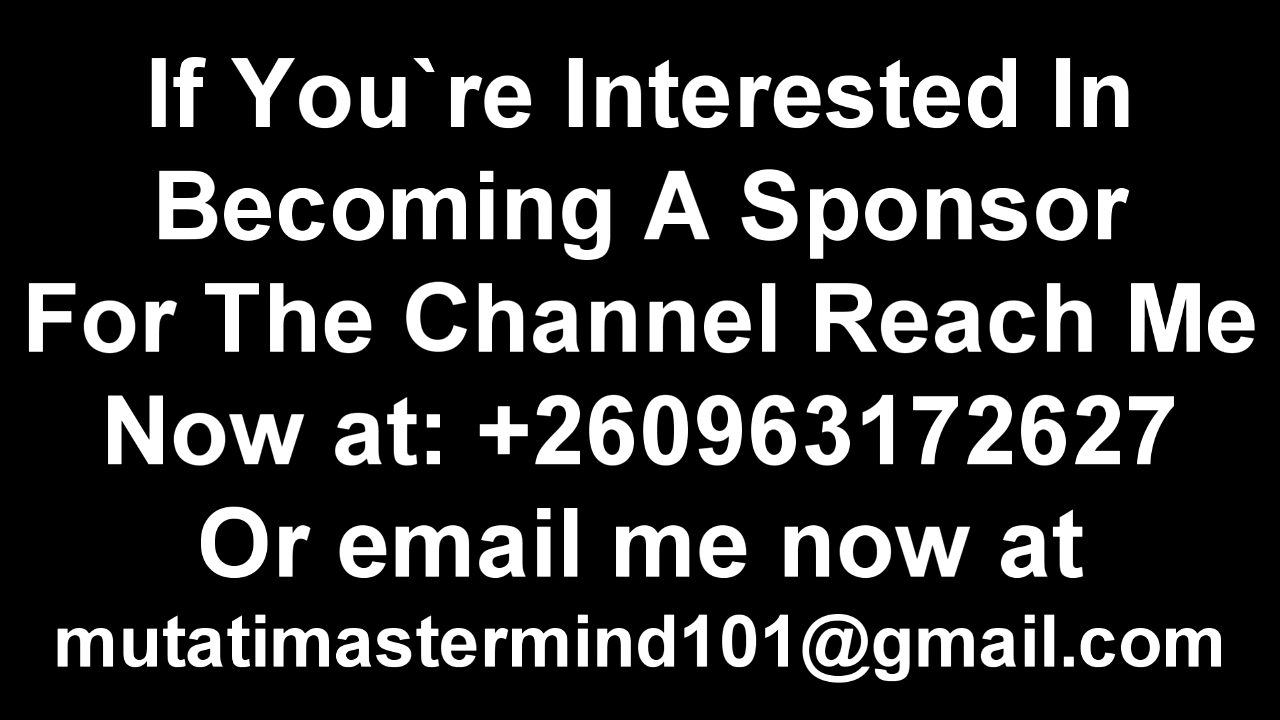 If You`re Interested In
Becoming A Sponsor
For The Channel Reach Me
Now at: +260963172627
Or email me now at
mutatimastermind101@gmail.com